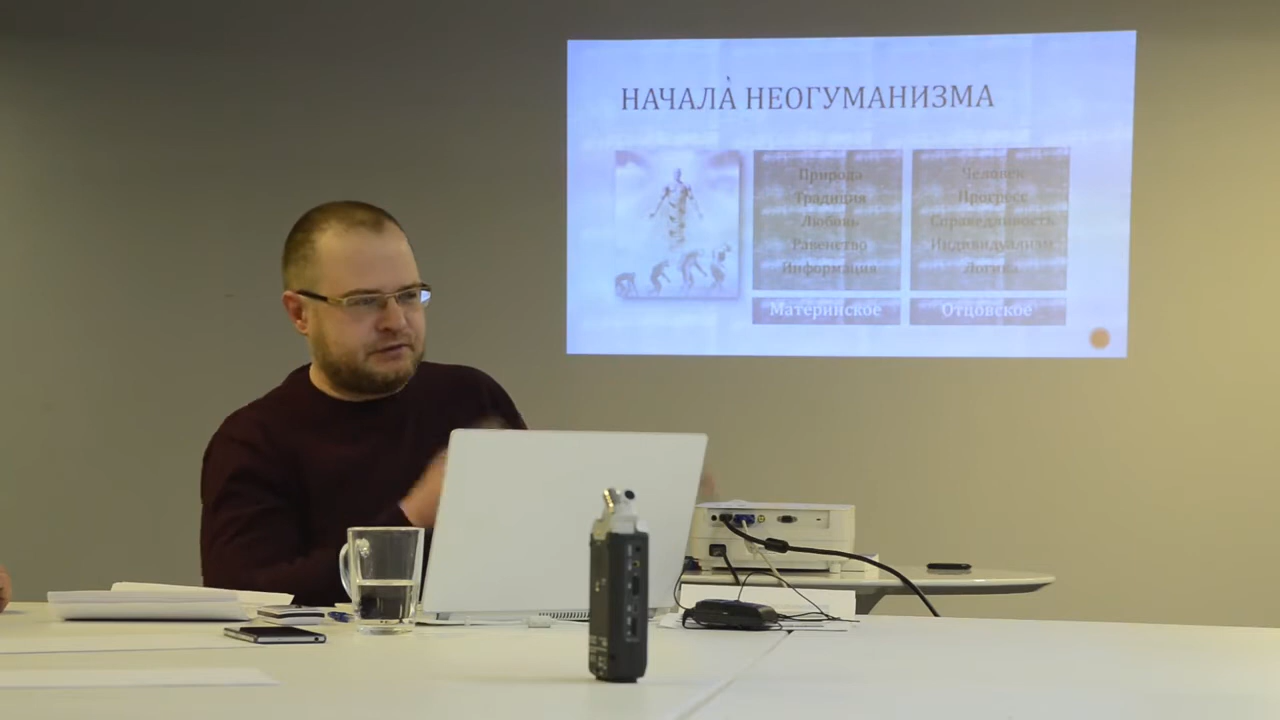 НАЧАЛА НЕОГУМАНИЗМА
Природа
Традиция
Любовь
Равенство
Информация
Материнское
Человек
Прогресс
Справедливость
Индивидуализм
Логика
Отцовское